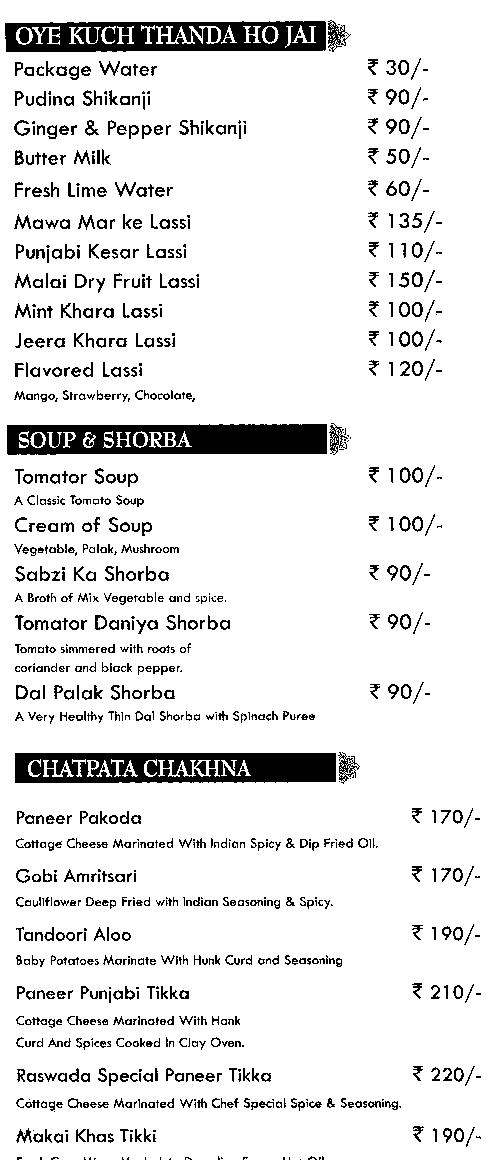 OYE KUCH THANDA HO JAI
Package Water ₹ 30/-
Pudina Shikanji ₹ 90/-
Ginger & Pepper Shikanji ₹ 90/-
Butter Milk ₹ 50/-
Fresh Lime Water ₹ 60/-
Mawa Mar ke Lassi ₹ 135/-
Punjabi Kesar Lassi ₹ 110/-
Malai Dry Fruit Lassi ₹ 150/-
Mint Khara Lassi ₹ 100/-
Jeera Khara Lassi ₹ 100/-
Flavored Lassi ₹ 120/-
Mango, Strawberry, Chocolate,
SOUP & SHORBA
Tomator Soup ₹ 100/-
A Classic Tomato Soup
Cream of Soup ₹ 100/-
Vegetable, Palak, Mushroom
Sabzi Ka Shorba ₹ 90/-
A Broth of Mix Vegetable and spice.
Tomator Daniya Shorba ₹ 90/-
Tomato simmered with roots of
coriander and black pepper.
Dal Palak Shorba ₹ 90/-
A Very Healthy Thin Dal Shorba with Spinach Puree
CHATPATA CHAKHNA
Paneer Pakoda ₹ 170/-
Cottage Cheese Marinated With Indian Spicy & Dip Fried Oil.
Gobi Amritsari ₹ 170/-
Cauliflower Deep Fried with Indian Seasoning & Spicy.
Tandoori Aloo ₹ 190/-
Baby Potatoes Marinate With Hunk Curd and Seasoning
Paneer Punjabi Tikka ₹ 210/-
Cottage Cheese Marinated With Hank
Curd And Spices Cooked In Clay Oven.
Raswada Special Paneer Tikka ₹ 220/-
Cottage Cheese Marinated With Chef Special Spice & Seasoning.
Makai Khas Tikki ₹ 190/-